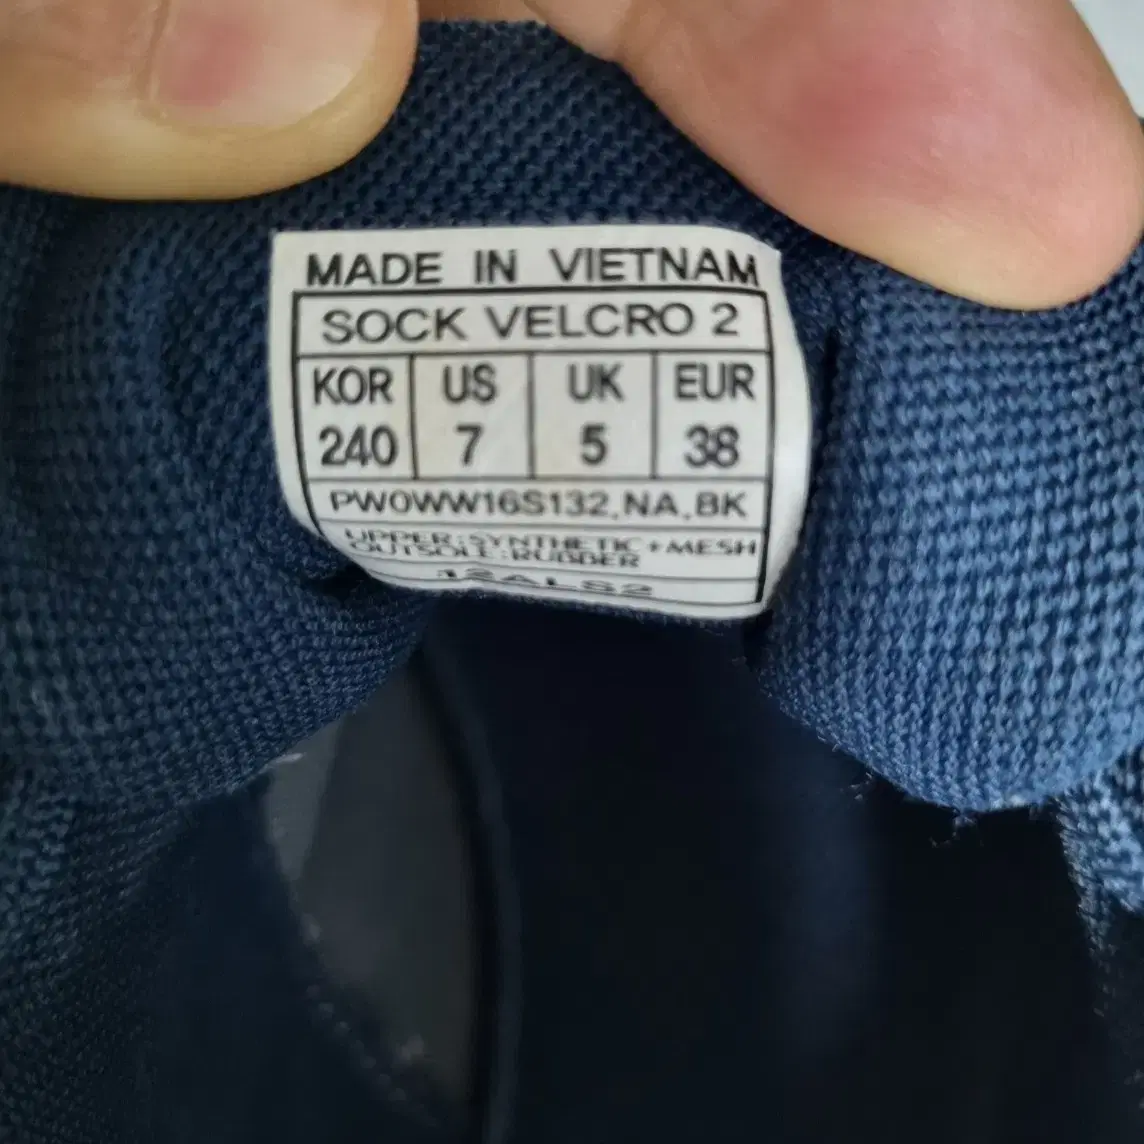 MADE IN VIETNAM
SOCK VELCRO 2
KOR US UK EUR
240 7 5 38
PW0WW16S132,NA,BK
UPPER:SYNTHETIC+MESH
OUTSOLE:RUBBER
12ALS2